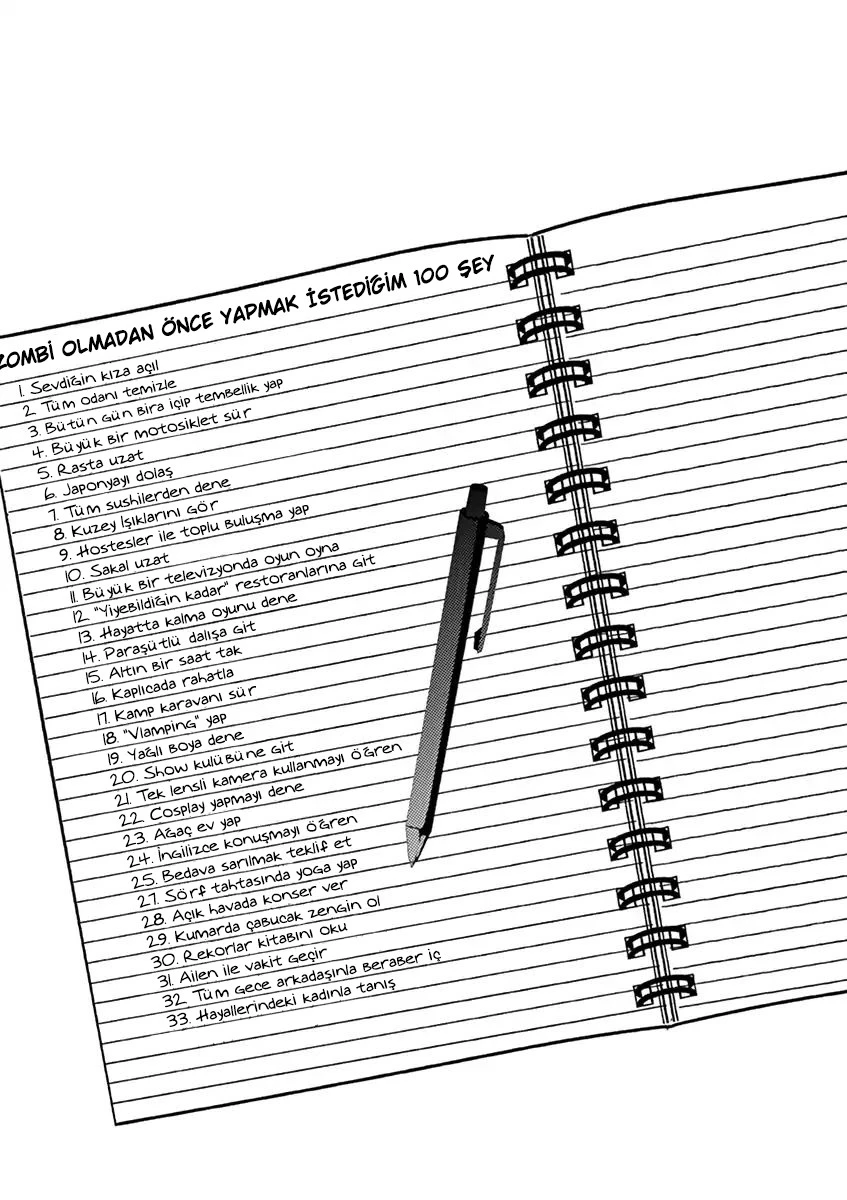 ZOMBİ OLMADAN ÖNCE YAPMAK İSTEDİĞİM 100 ŞEY
1. Sevdiğin kıza açıl
2. Tüm odanı temizle
3. Bütün gün bira içip tembellik yap
4. Büyük bir motosiklet sür
5. Rasta uzat
6. Japonyayı dolaş
7. Tüm sushilerden dene
8. Kuzey Işıklarını gör
9. Hostesler ile toplu buluşma yap
10. Sakal uzat
11. Büyük bir televizyonda oyun oyna
12. "Yiyebildiğin kadar" restoranlarına git
13. Hayatta kalma oyunu dene
14. Paraşütlü dalışa git
15. Altın bir saat tak
16. Kaplıcada rahatla
17. Kamp karavanı sür
18. "Vlamping" yap
19. Yağlı boya dene
20. Show kulübüne git
21. Tek lensli kamera kullanmayı öğren
22. Cosplay yapmayı dene
23. Ağaç ev yap
24. İngilizce konuşmayı öğren
25. Bedava sarılmak teklif et
27. Sörf tahtasında yoga yap
28. Açık havada konser ver
29. Kumarda çabucak zengin ol
30. Rekorlar kitabını oku
31. Ailen ile vakit geçir
32. Tüm gece arkadaşınla beraber iç
33. Hayallerindeki kadınla tanış